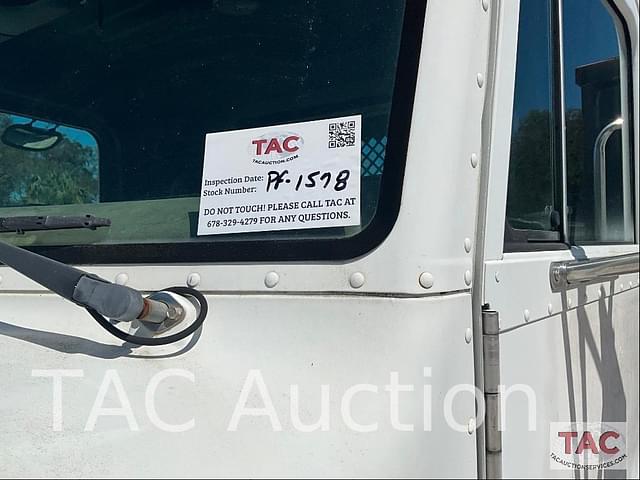 TAC
TACAUCTION.COM
Inspection Date:
Stock Number: PF-1578
DO NOT TOUCH! PLEASE CALL TAC AT
678-329-4279 FOR ANY QUESTIONS.
TAC Auction
TAC
TACAUCTIONSERVICES.COM